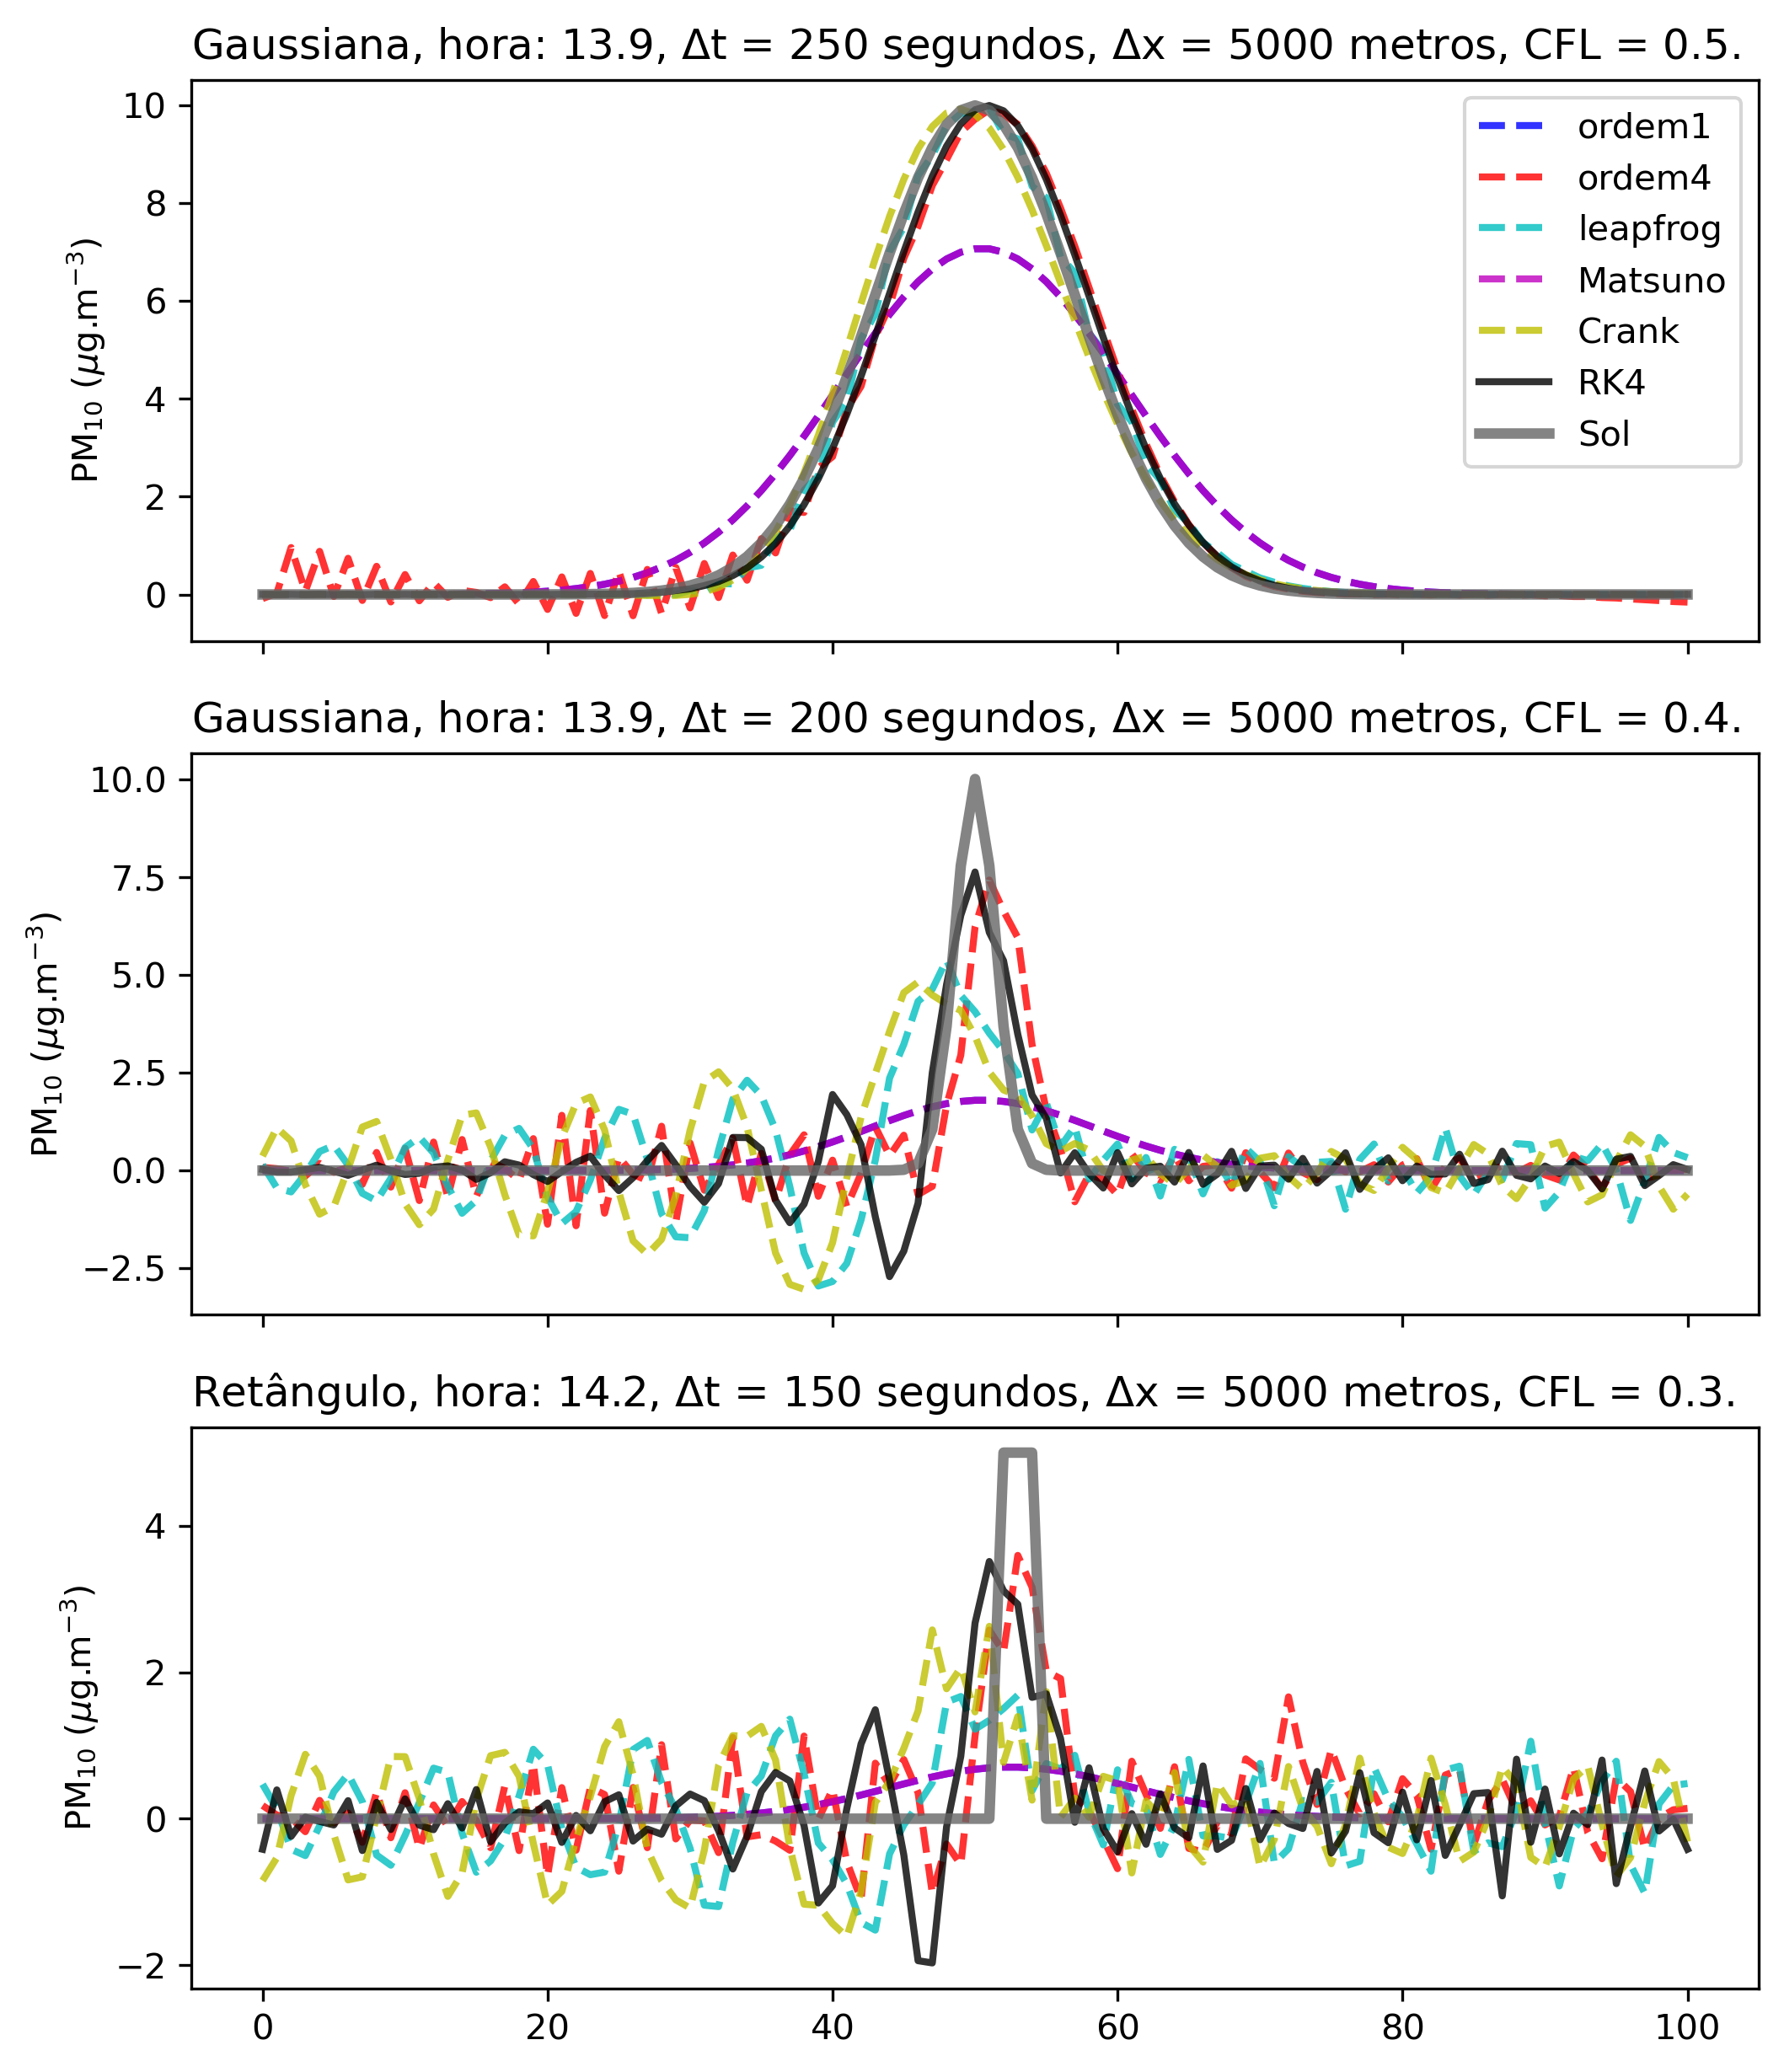 Gaussiana, hora: 13.9, Δt = 250 segundos, Δx = 5000 metros, CFL = 0.5.
10
8
6
4
2
0
PM₁₀ (μg.m⁻³)
ordem1
ordem4
leapfrog
Matsuno
Crank
RK4
Sol
Gaussiana, hora: 13.9, Δt = 200 segundos, Δx = 5000 metros, CFL = 0.4.
10.0
7.5
5.0
2.5
0.0
−2.5
PM₁₀ (μg.m⁻³)
Retângulo, hora: 14.2, Δt = 150 segundos, Δx = 5000 metros, CFL = 0.3.
4
2
0
−2
PM₁₀ (μg.m⁻³)
0 20 40 60 80 100